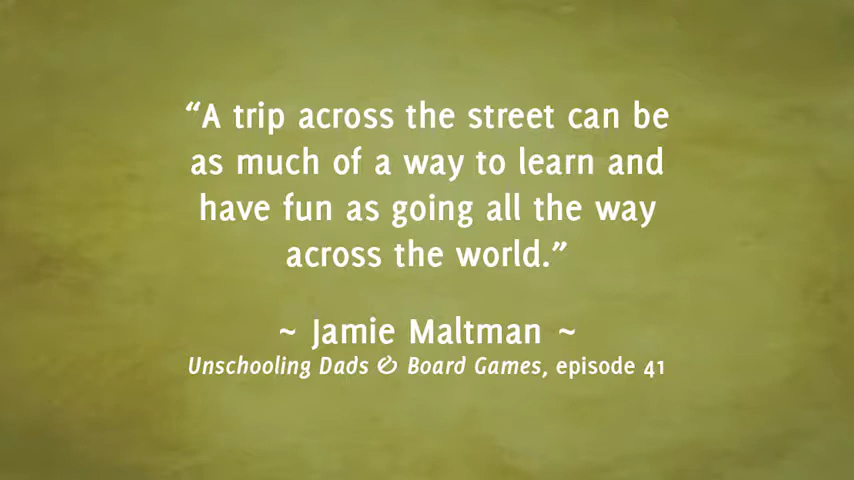 “A trip across the street can be
as much of a way to learn and
have fun as going all the way
across the world.”
~ Jamie Maltman ~
Unschooling Dads & Board Games, episode 41